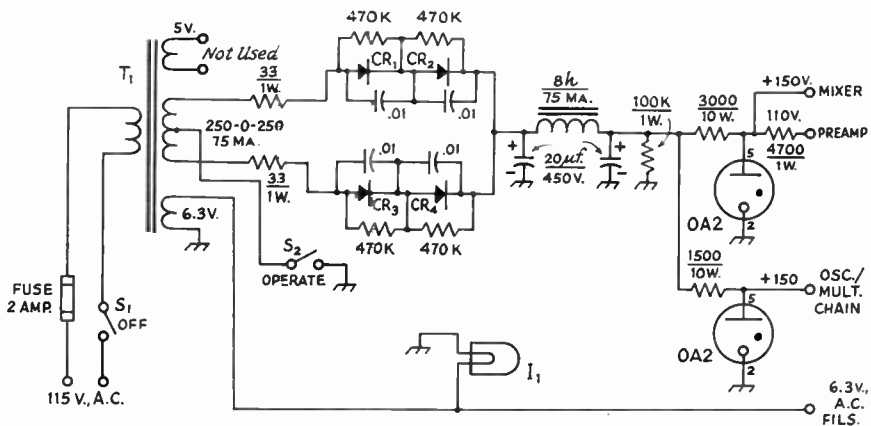 470K 470K
5V.
Not Used
T1
CR1 CR2
33
1W.
.01 .01
8h
75 MA.
+150V.
MIXER
100K
1W.
3000
10W.
110V.
PREAMP
4700
1W.
250-0-250
75 MA.
.01 .01
+ +
- -
20µf.
450V.
5
OA2
2
33
1W.
CR3 CR4
6.3V.
470K 470K
S2
OPERATE
1500
10W.
+150
OSC./
MULT.
CHAIN
5
OA2
2
FUSE
2 AMP.
S1
OFF
I1
115 V., A.C.
6.3V.,
A.C.
FILS.